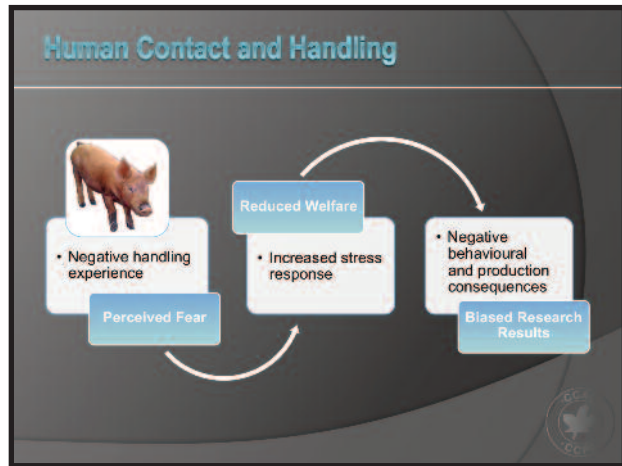 Human Contact and Handling
• Negative handling
experience
Perceived Fear
Reduced Welfare
• Increased stress
response
• Negative
behavioural
and production
consequences
Biased Research
Results